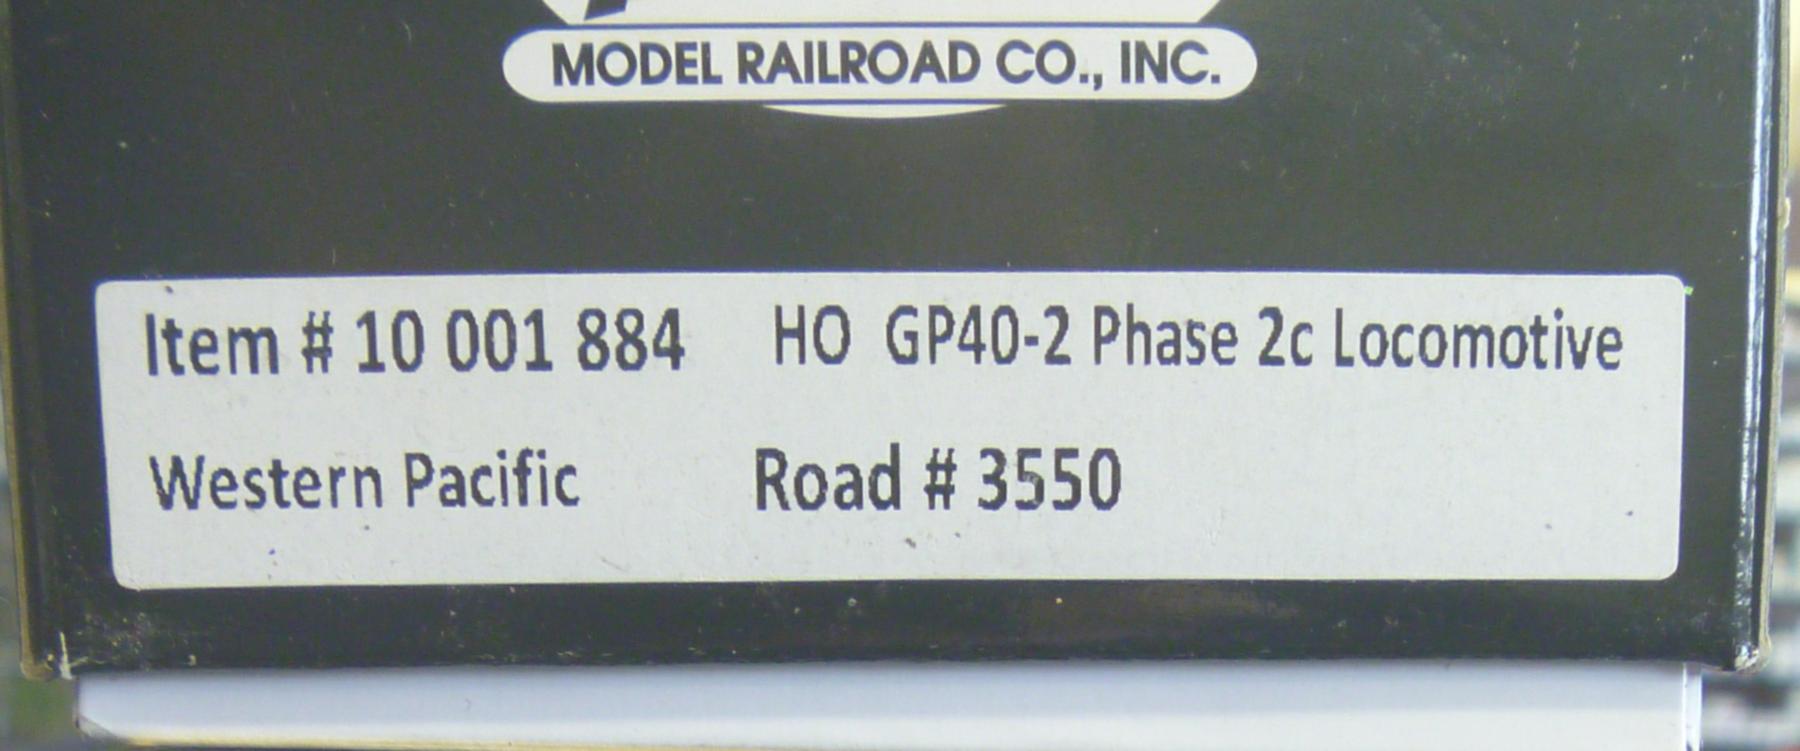 MODEL RAILROAD CO., INC.
Item # 10 001 884 HO GP40-2 Phase 2c Locomotive
Western Pacific Road # 3550